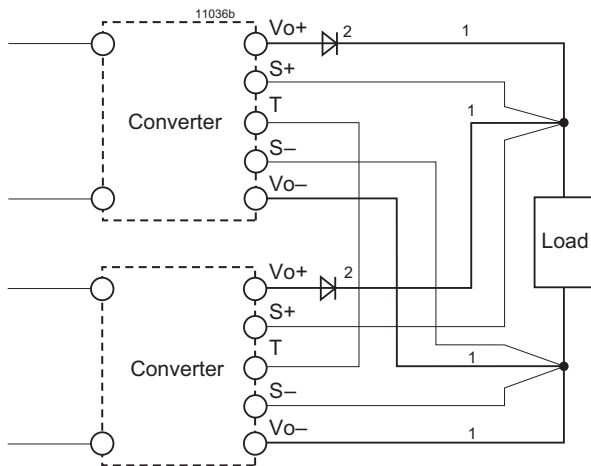 11036b
Vo+
2
1
S+
T
1
Converter
S–
Vo–
Load
Vo+
2
S+
T
Converter
1
S–
Vo–
1